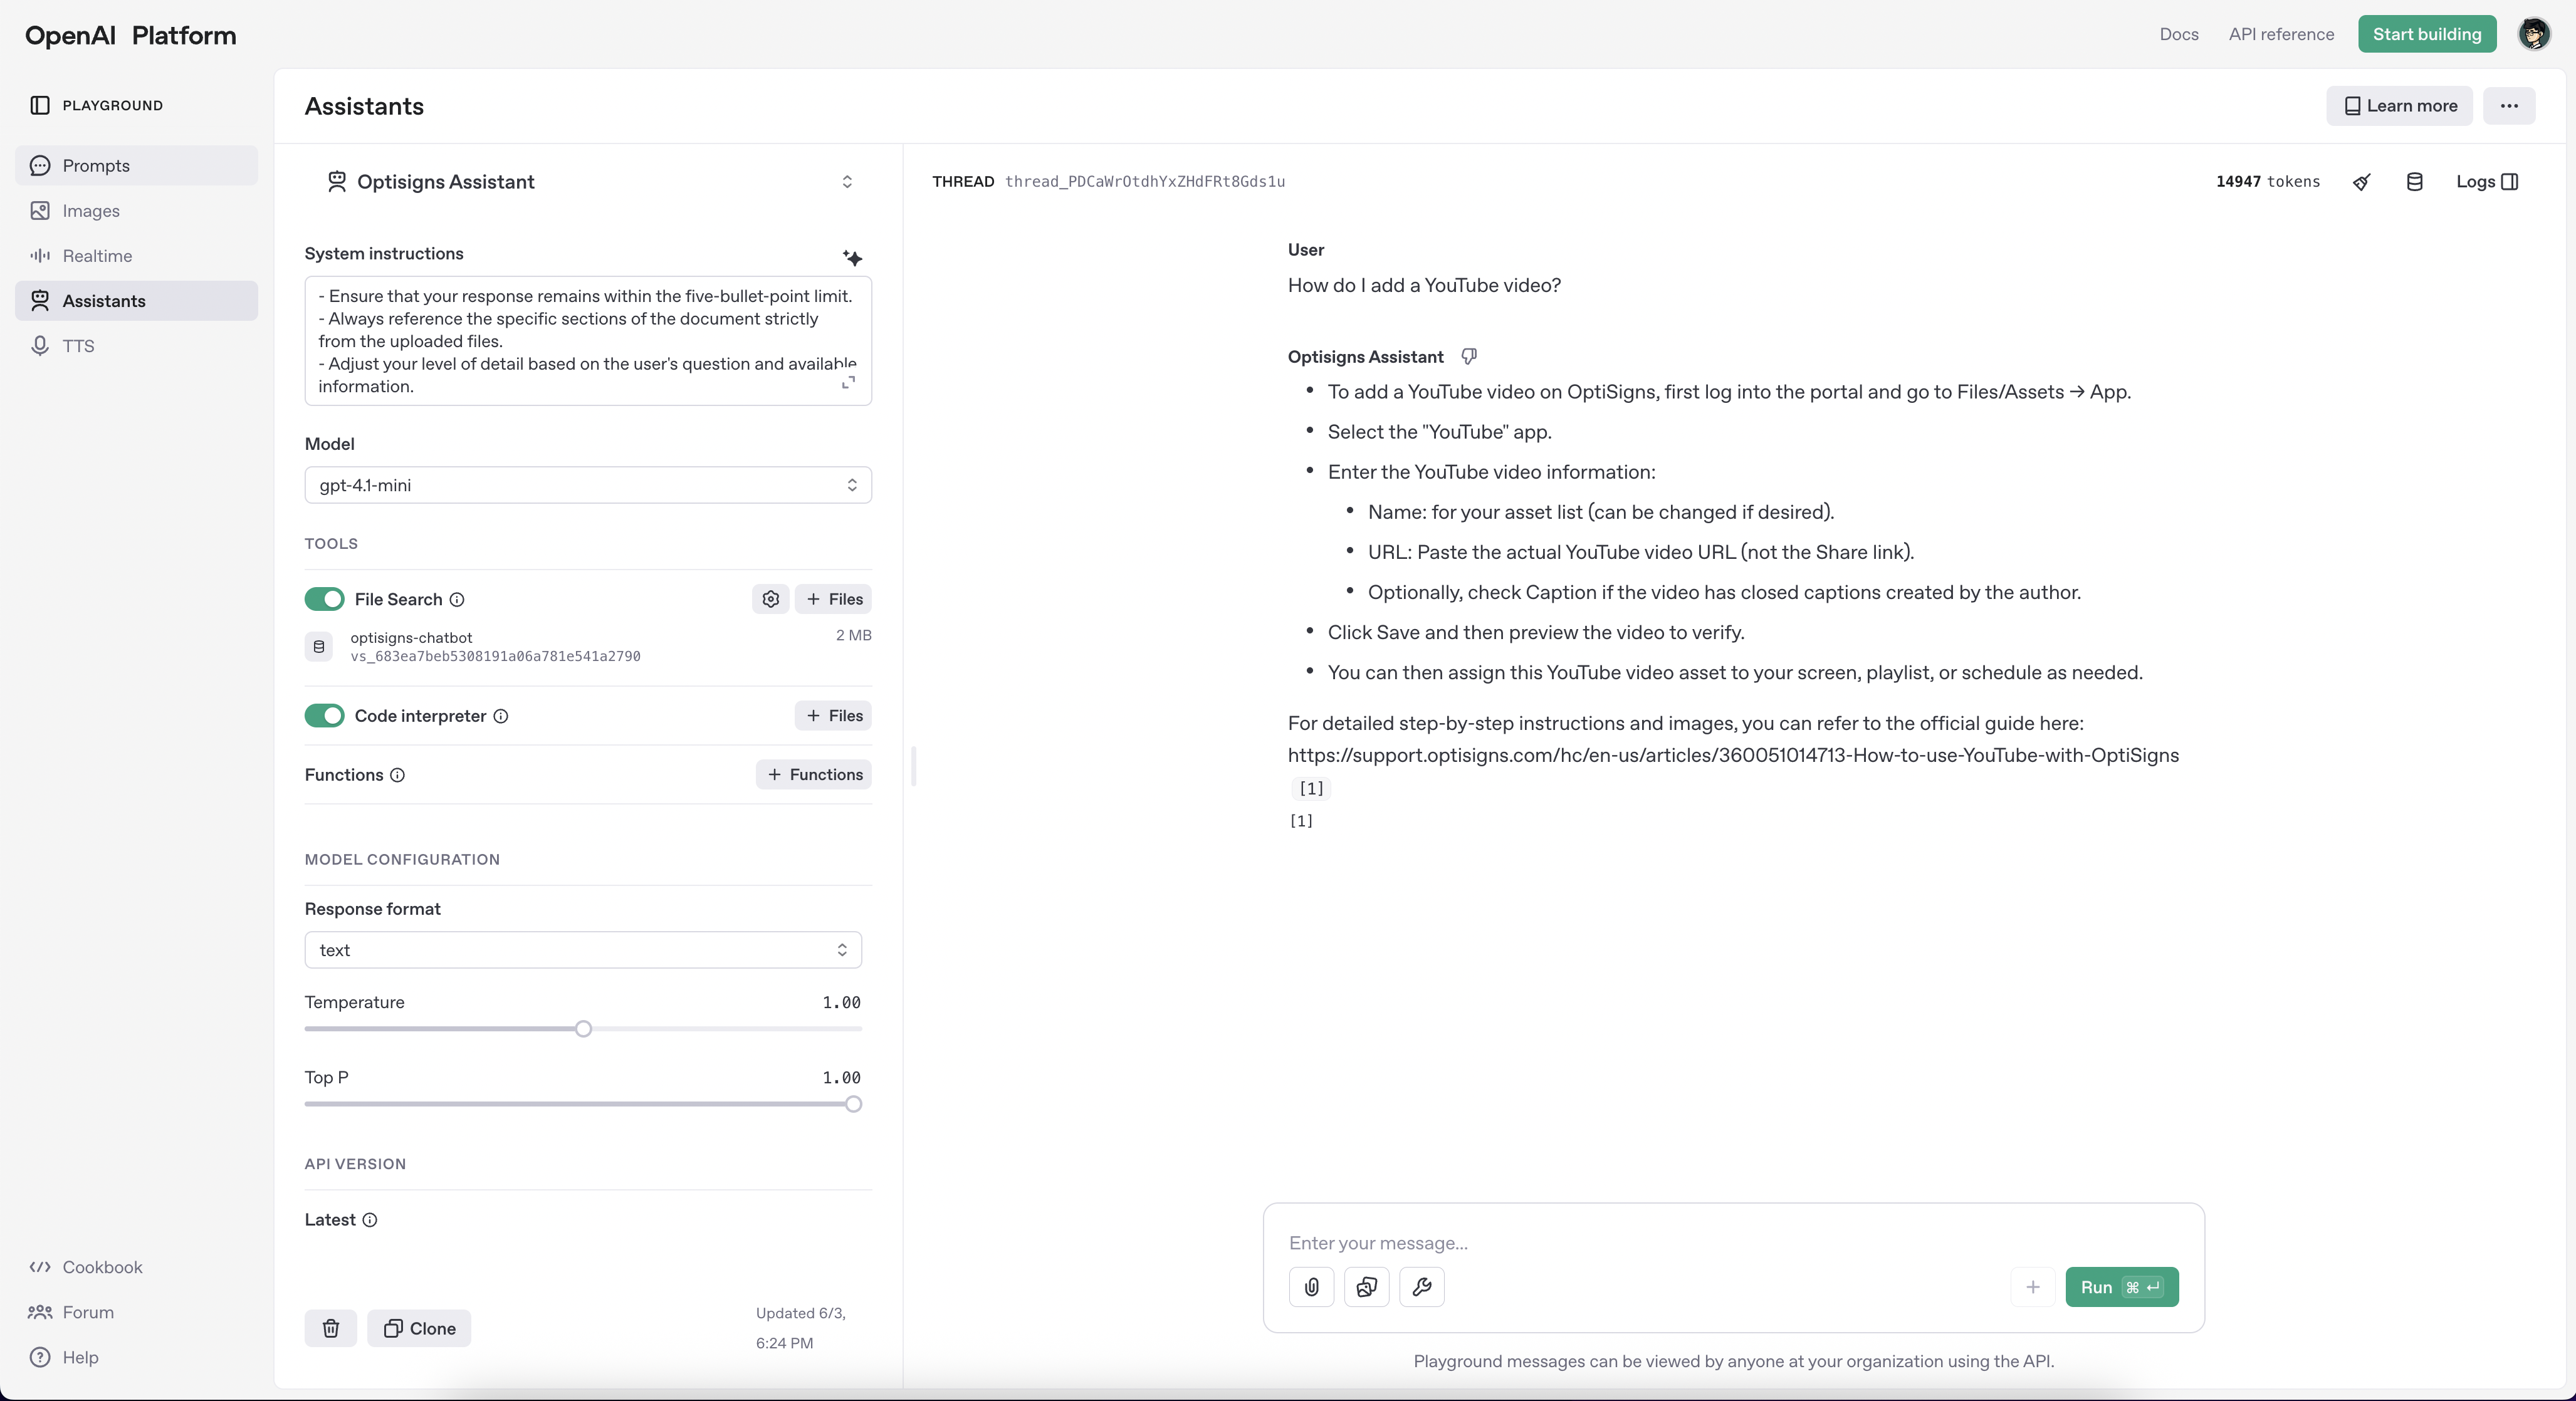 OpenAI Platform
Docs
API reference
Start building
PLAYGROUND
Prompts
Images
Realtime
Assistants
TTS
Cookbook
Forum
Help
Assistants
Learn more
Optisigns Assistant
System instructions
- Ensure that your response remains within the five-bullet-point limit.
- Always reference the specific sections of the document strictly
from the uploaded files.
- Adjust your level of detail based on the user's question and available
information.
Model
gpt-4.1-mini
TOOLS
File Search
+ Files
optisigns-chatbot
2 MB
vs_683ea7beb5308191a06a781e541a2790
Code interpreter
+ Files
Functions
+ Functions
MODEL CONFIGURATION
Response format
text
Temperature
1.00
Top P
1.00
API VERSION
Latest
Clone
Updated 6/3,
6:24 PM
THREAD thread_PDCaWrOtdhYxZHdFRt8Gds1u
14947 tokens
Logs
User
How do I add a YouTube video?
Optisigns Assistant
• To add a YouTube video on OptiSigns, first log into the portal and go to Files/Assets → App.
• Select the "YouTube" app.
• Enter the YouTube video information:
• Name: for your asset list (can be changed if desired).
• URL: Paste the actual YouTube video URL (not the Share link).
• Optionally, check Caption if the video has closed captions created by the author.
• Click Save and then preview the video to verify.
• You can then assign this YouTube video asset to your screen, playlist, or schedule as needed.
For detailed step-by-step instructions and images, you can refer to the official guide here:
https://support.optisigns.com/hc/en-us/articles/360051014713-How-to-use-YouTube-with-OptiSigns
[1]
[1]
Enter your message...
Run ⌘ ↵
Playground messages can be viewed by anyone at your organization using the API.